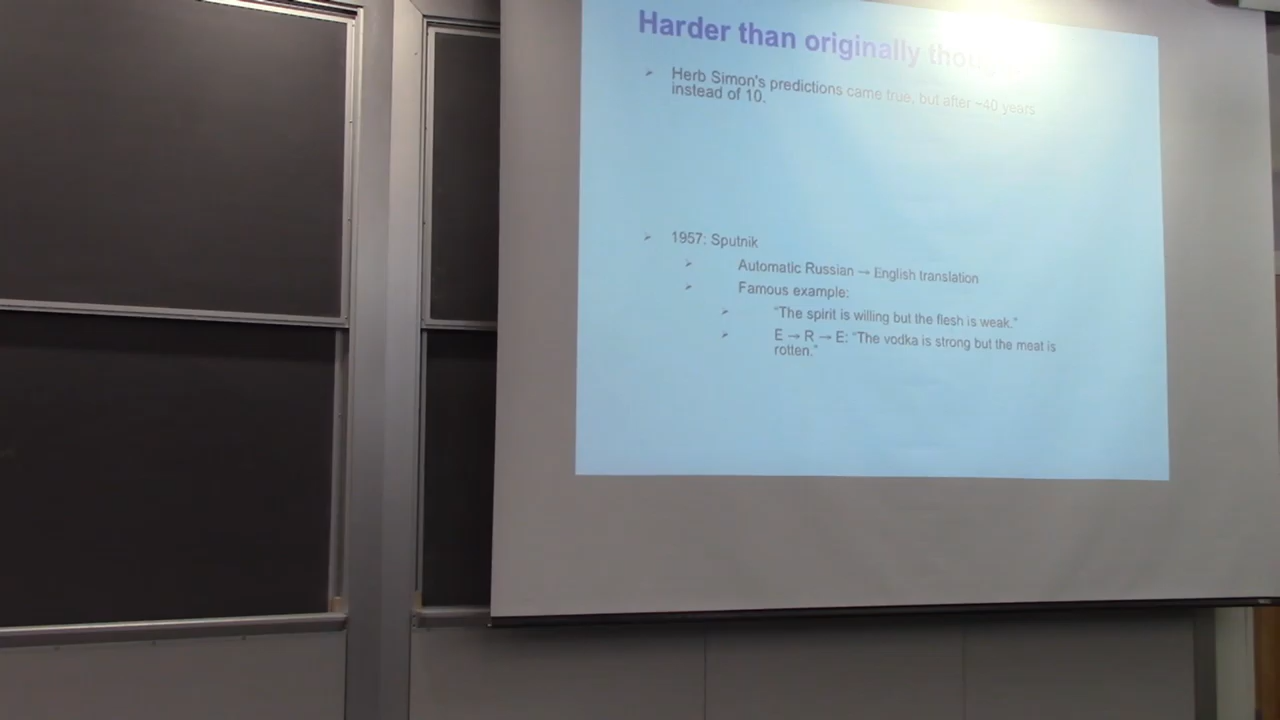 Harder than originally thoug
Herb Simon's predictions came true, but after ~40 years
instead of 10.
1957: Sputnik
Automatic Russian → English translation
Famous example:
"The spirit is willing but the flesh is weak."
E → R → E: "The vodka is strong but the meat is
rotten."